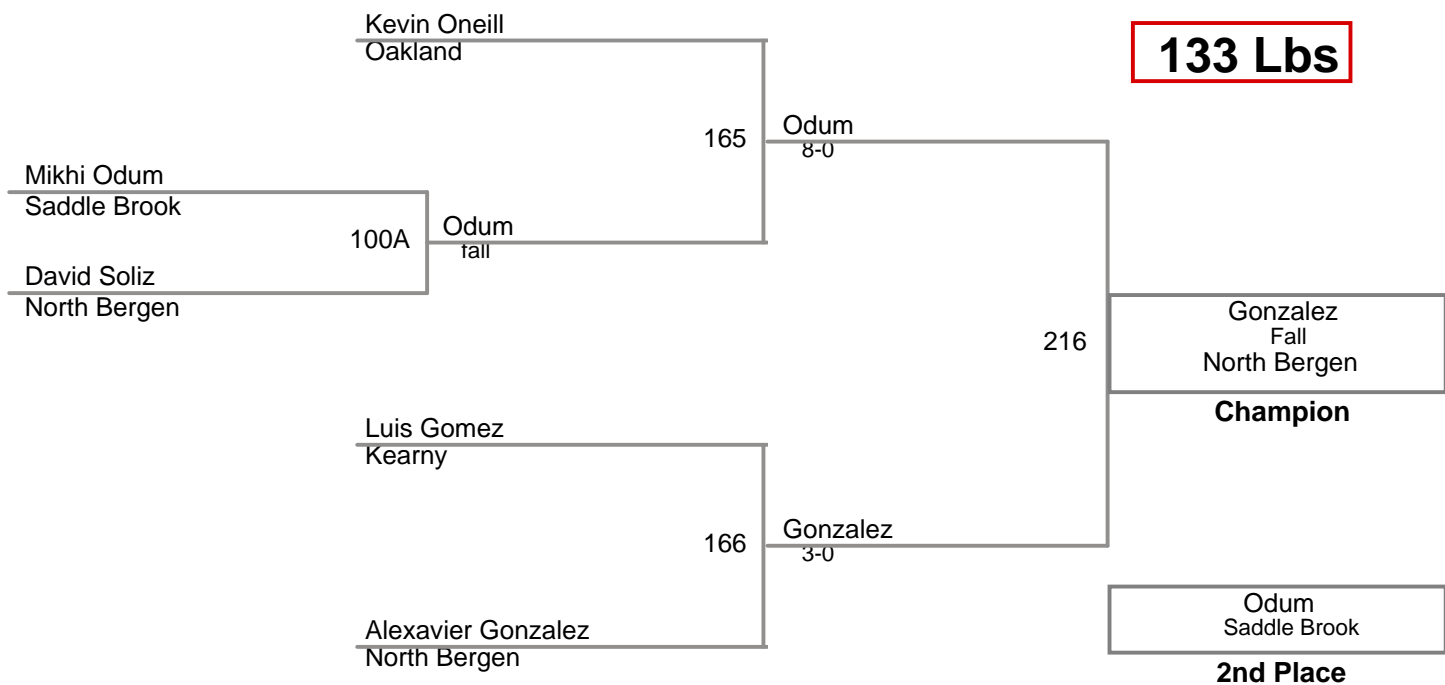 Kevin Oneill
Oakland
133 Lbs
165
Odum
8-0
Mikhi Odum
Saddle Brook
100A
Odum
fall
David Soliz
North Bergen
216
Gonzalez
Fall
North Bergen
Champion
Luis Gomez
Kearny
166
Gonzalez
3-0
Alexavier Gonzalez
North Bergen
Odum
Saddle Brook
2nd Place